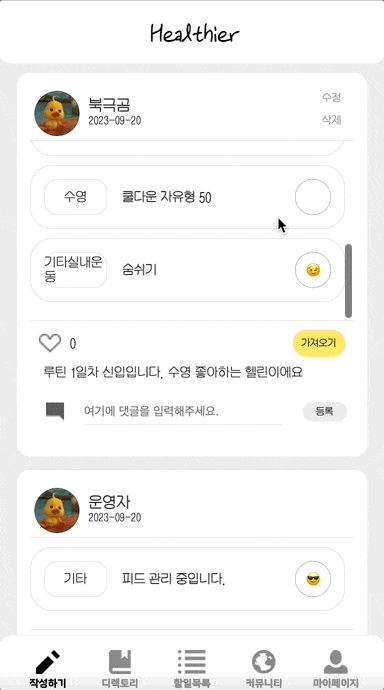 Healthier
북극곰
2023-09-20
수정
삭제
수영
쿨다운 자유형 50
기타실내운
동
숨쉬기
0
가져오기
루틴 1일차 신입입니다. 수영 좋아하는 헬린이에요
여기에 댓글을 입력해주세요.
등록
운영자
2023-09-20
기타
피드 관리 중입니다.
작성하기
디렉토리
할일목록
커뮤니티
마이페이지